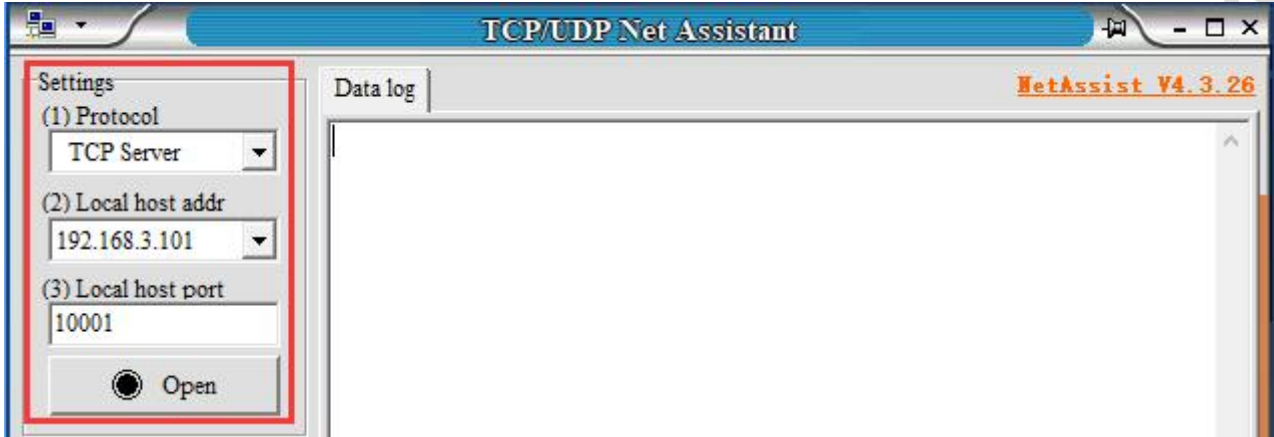 TCP/UDP Net Assistant
Settings
(1) Protocol
TCP Server
(2) Local host addr
192.168.3.101
(3) Local host port
10001
Open
Data log
NetAssist V4.3.26